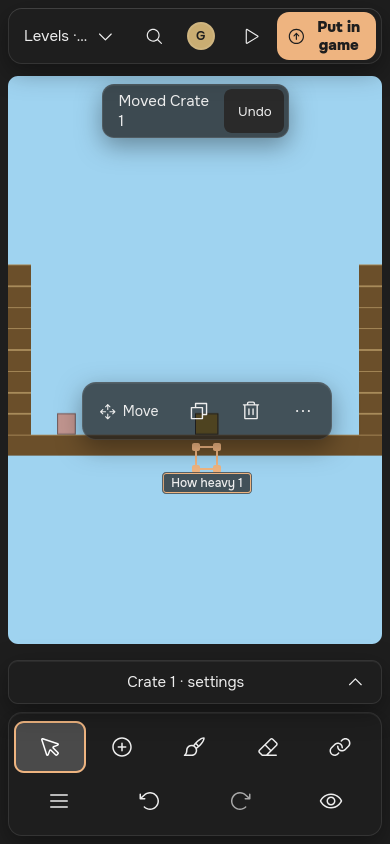 Levels ·...
G
Put in
game
Moved Crate
1
Undo
Move
How heavy 1
Crate 1 · settings